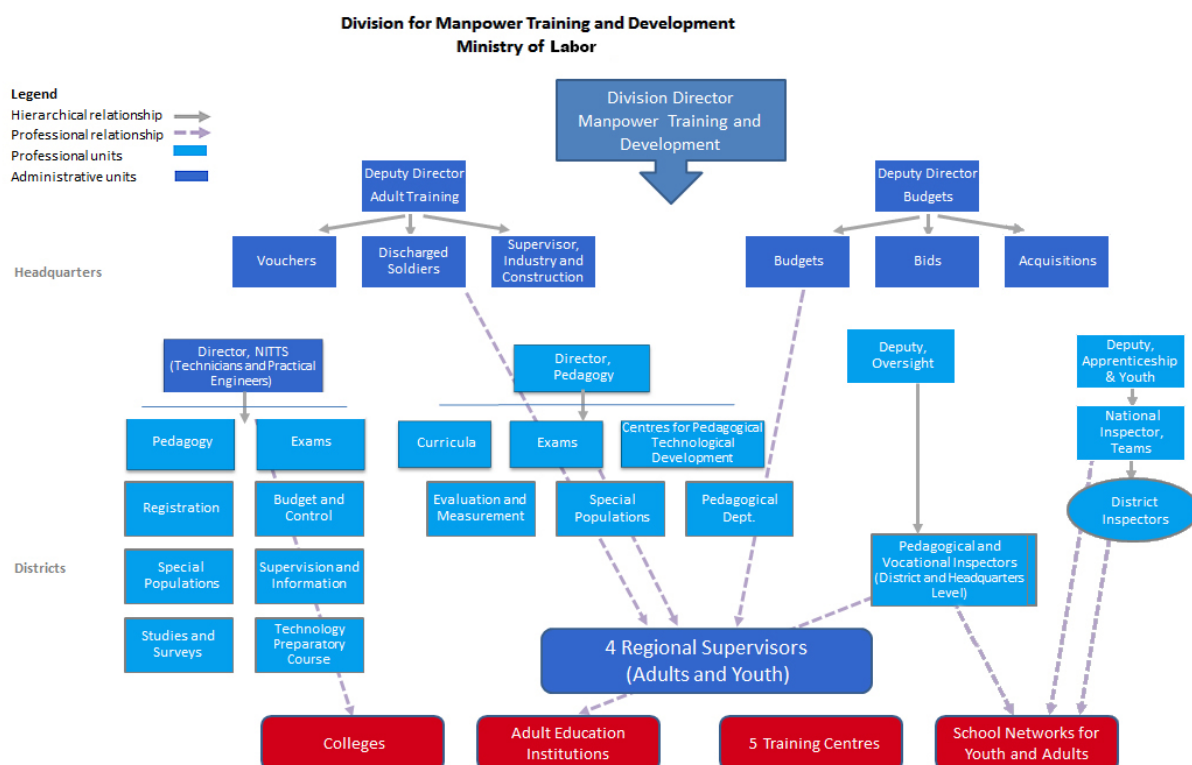 Division for Manpower Training and Development
Ministry of Labor
Legend
Hierarchical relationship
Professional relationship
Professional units
Administrative units
Division Director
Manpower Training and
Development
Deputy Director
Adult Training
Deputy Director
Budgets
Headquarters
Vouchers
Discharged
Soldiers
Supervisor,
Industry and
Construction
Budgets
Bids
Acquisitions
Director, NITTS
(Technicians and Practical
Engineers)
Director,
Pedagogy
Deputy,
Oversight
Deputy,
Apprenticeship
& Youth
Pedagogy
Exams
Curricula
Exams
Centres for Pedagogical
Technological
Development
National
Inspector,
Teams
Registration
Budget and
Control
Evaluation and
Measurement
Special
Populations
Pedagogical
Dept.
District
Inspectors
Districts
Special
Populations
Supervision and
Information
Pedagogical and
Vocational Inspectors
(District and Headquarters
Level)
Studies and
Surveys
Technology
Preparatory
Course
4 Regional Supervisors
(Adults and Youth)
Colleges
Adult Education
Institutions
5 Training Centres
School Networks for
Youth and Adults